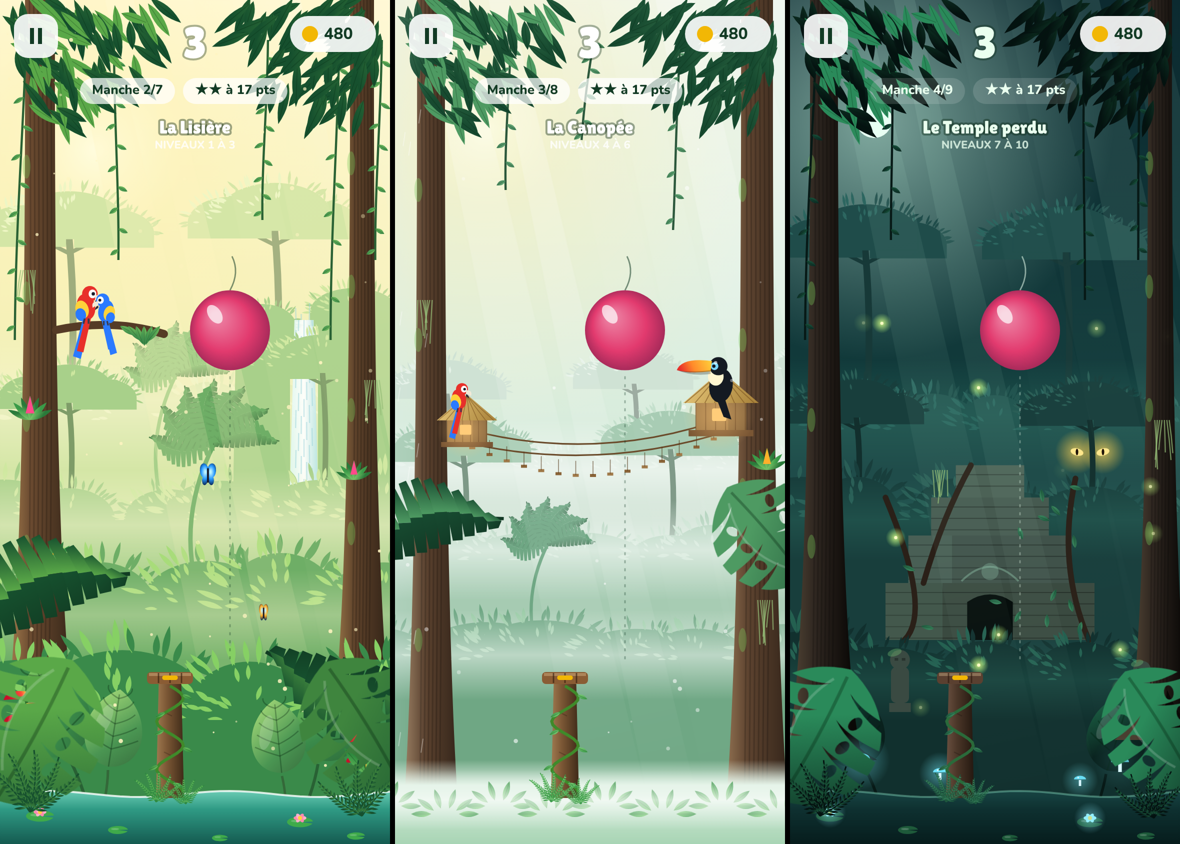 3
480
Manche 2/7
★★ à 17 pts
La Lisière
NIVEAUX 1 À 3
3
480
Manche 3/8
★★ à 17 pts
La Canopée
NIVEAUX 4 À 6
3
480
Manche 4/9
★★ à 17 pts
Le Temple perdu
NIVEAUX 7 À 10